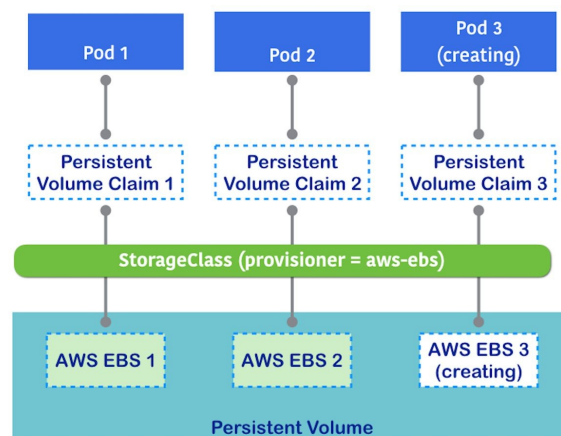 Pod 1
Pod 2
Pod 3
(creating)
Persistent
Volume Claim 1
Persistent
Volume Claim 2
Persistent
Volume Claim 3
StorageClass (provisioner = aws-ebs)
AWS EBS 1
AWS EBS 2
AWS EBS 3
(creating)
Persistent Volume